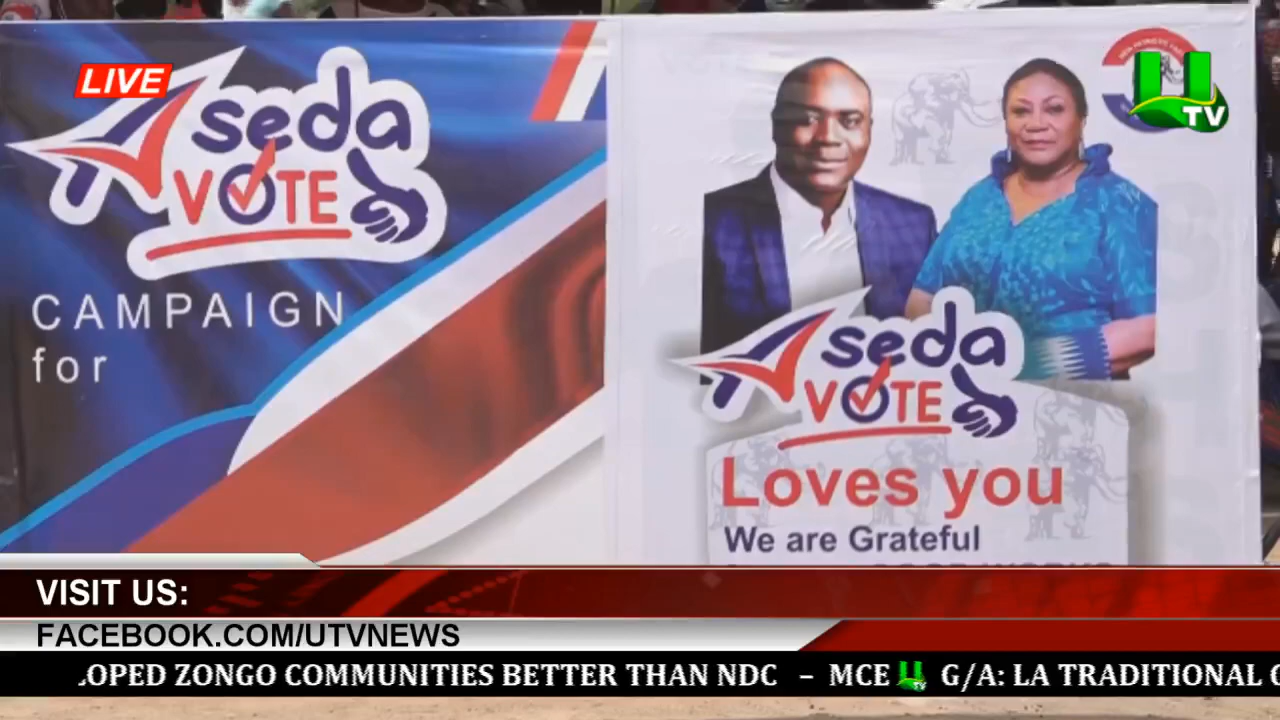 LIVE
Aseda
VOTE
CAMPAIGN
for
UTV
Aseda
VOTE
Loves you
We are Grateful
VISIT US:
FACEBOOK.COM/UTVNEWS
OPED ZONGO COMMUNITIES BETTER THAN NDC – MCE UTV G/A: LA TRADITIONAL